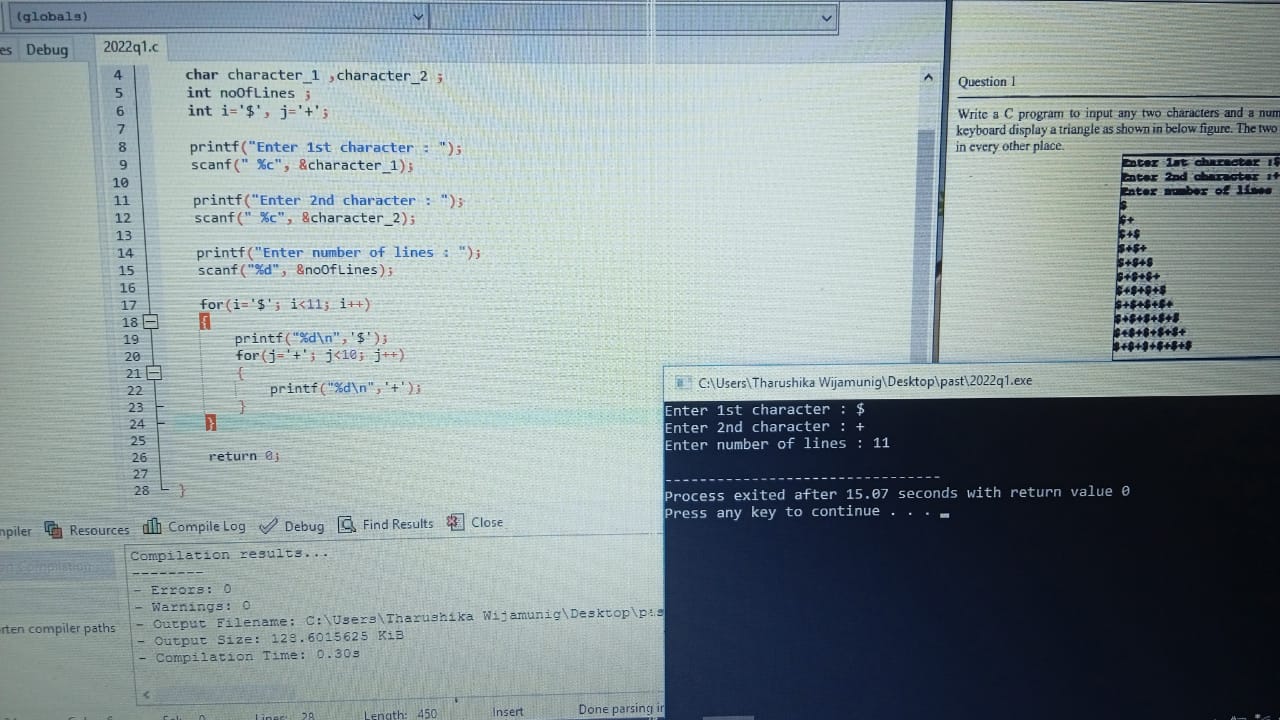 (globals)
es Debug 2022q1.c
4 char character_1 ,character_2 ;
5 int noOfLines ;
6 int i='$', j='+';
7
8 printf("Enter 1st character : ");
9 scanf(" %c", &character_1);
10
11 printf("Enter 2nd character : ");
12 scanf(" %c", &character_2);
13
14 printf("Enter number of lines : ");
15 scanf("%d", &noOfLines);
16
17 for(i='$'; i<11; i++)
18 {
19 printf("%d\n",'$');
20 for(j='+'; j<10; j++)
21 {
22 printf("%d\n",'+');
23 }
24 }
25
26 return 0;
27
28 }
Question 1
Write a C program to input any two characters and a num
keyboard display a triangle as shown in below figure. The two
in every other place.
Enter 1st character :$
Enter 2nd character :+
Enter number of lines
$
$+
$+$
$+$+
$+$+$
$+$+$+
$+$+$+$
$+$+$+$+
$+$+$+$+$
$+$+$+$+$+
$+$+$+$+$+$
C:\Users\Tharushika Wijamunig\Desktop\past\2022q1.exe
Enter 1st character : $
Enter 2nd character : +
Enter number of lines : 11
--------------------------------
Process exited after 15.07 seconds with return value 0
Press any key to continue . . .
mpiler Resources Compile Log Debug Find Results Close
Compilation results...
--------
- Errors: 0
- Warnings: 0
- Output Filename: C:\Users\Tharushika Wijamunig\Desktop\pas
- Output Size: 128.6015625 KiB
- Compilation Time: 0.30s
rten compiler paths
Lines: 28 Length: 450 Insert Done parsing in